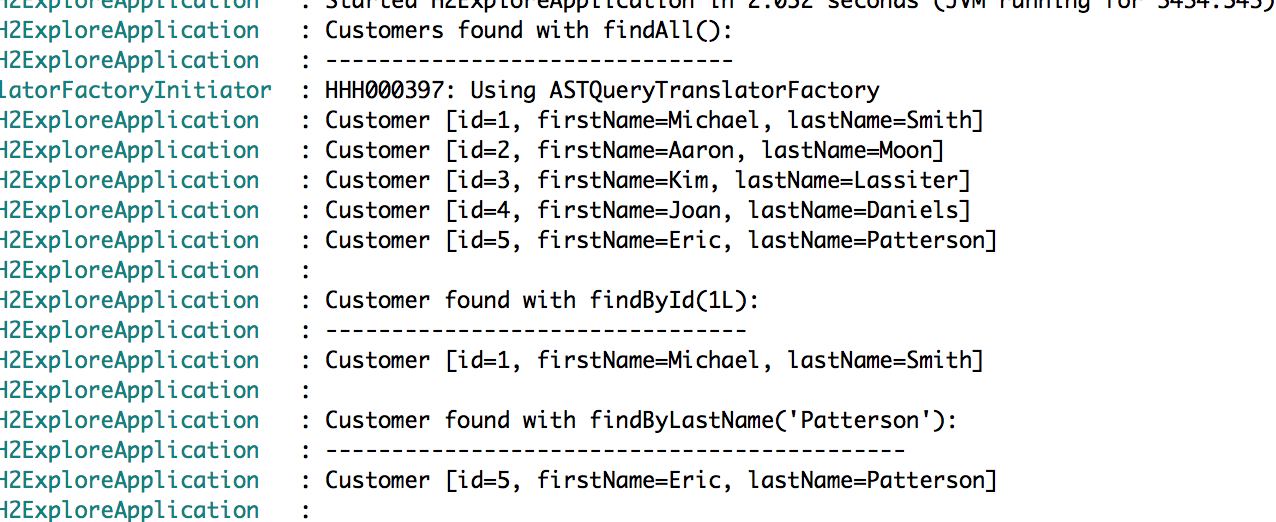 H2ExploreApplication : Started H2ExploreApplication in 2.032 seconds (JVM running for 3434.343)
H2ExploreApplication : Customers found with findAll():
H2ExploreApplication : -------------------------------
latorFactoryInitiator : HHH000397: Using ASTQueryTranslatorFactory
H2ExploreApplication : Customer [id=1, firstName=Michael, lastName=Smith]
H2ExploreApplication : Customer [id=2, firstName=Aaron, lastName=Moon]
H2ExploreApplication : Customer [id=3, firstName=Kim, lastName=Lassiter]
H2ExploreApplication : Customer [id=4, firstName=Joan, lastName=Daniels]
H2ExploreApplication : Customer [id=5, firstName=Eric, lastName=Patterson]
H2ExploreApplication :
H2ExploreApplication : Customer found with findById(1L):
H2ExploreApplication : --------------------------------
H2ExploreApplication : Customer [id=1, firstName=Michael, lastName=Smith]
H2ExploreApplication :
H2ExploreApplication : Customer found with findByLastName('Patterson'):
H2ExploreApplication : --------------------------------------------
H2ExploreApplication : Customer [id=5, firstName=Eric, lastName=Patterson]
H2ExploreApplication :